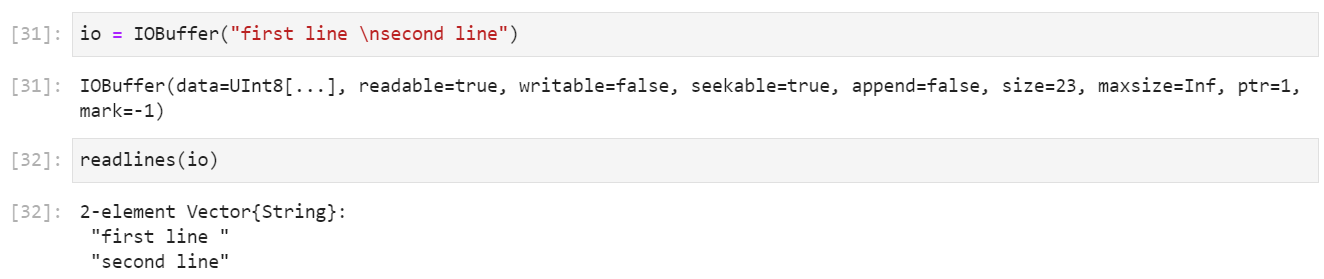 [31]: io = IOBuffer("first line \nsecond line")
[31]: IOBuffer(data=UInt8[...], readable=true, writable=false, seekable=true, append=false, size=23, maxsize=Inf, ptr=1,
mark=-1)
[32]: readlines(io)
[32]: 2-element Vector{String}:
"first line "
"second line"